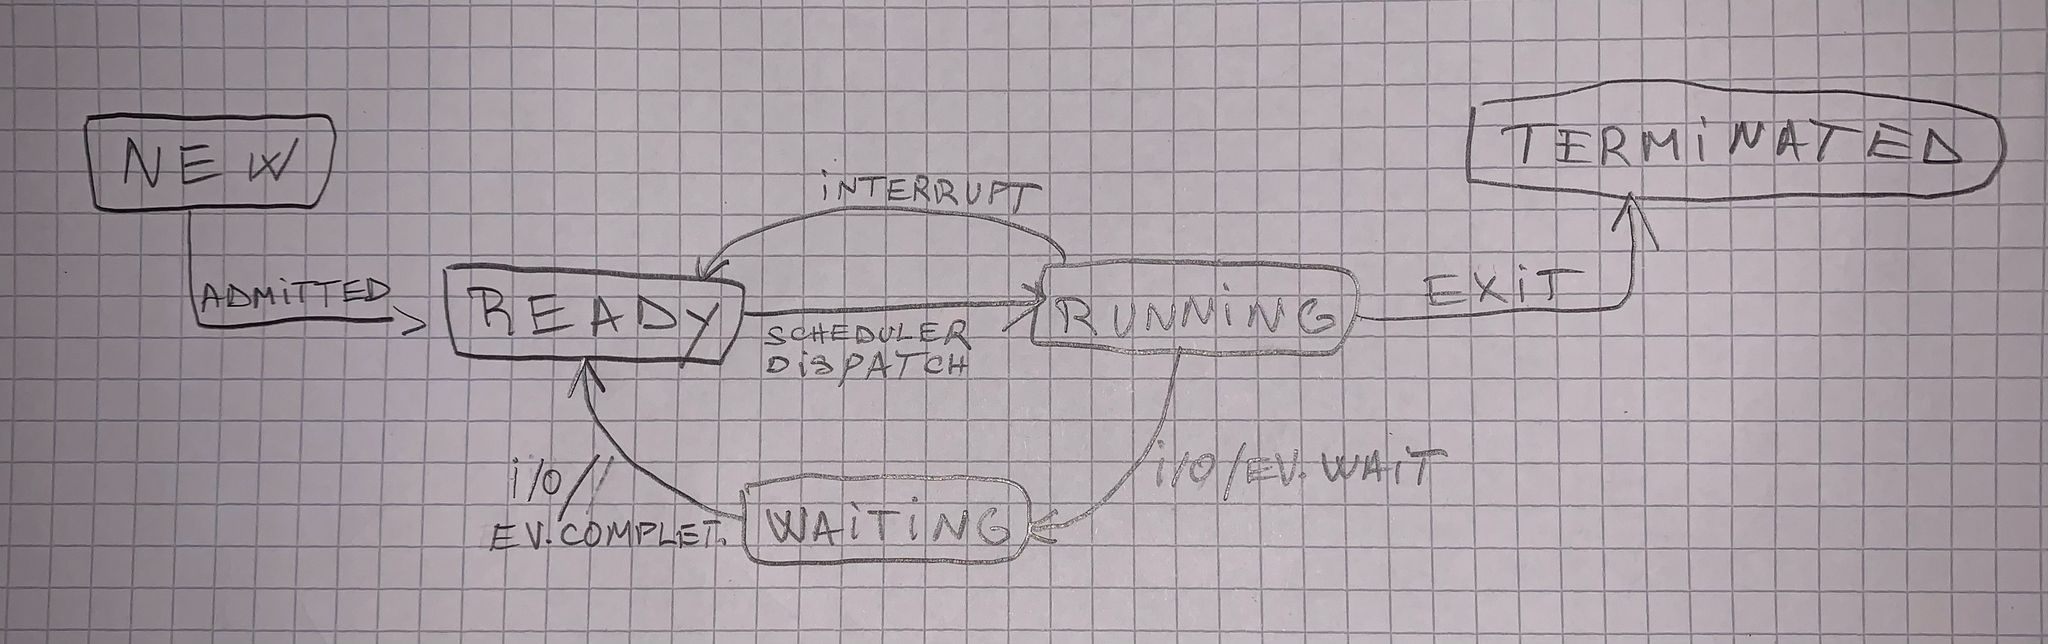 NEW
TERMiNATED
iNTERRUPT
ADMiTTED
READY
SCHEDULER
DiSPATCH
RUNNiNG
EXiT
i/O/
EV.COMPLET.
WAiTiNG
i/O/EV.WAiT